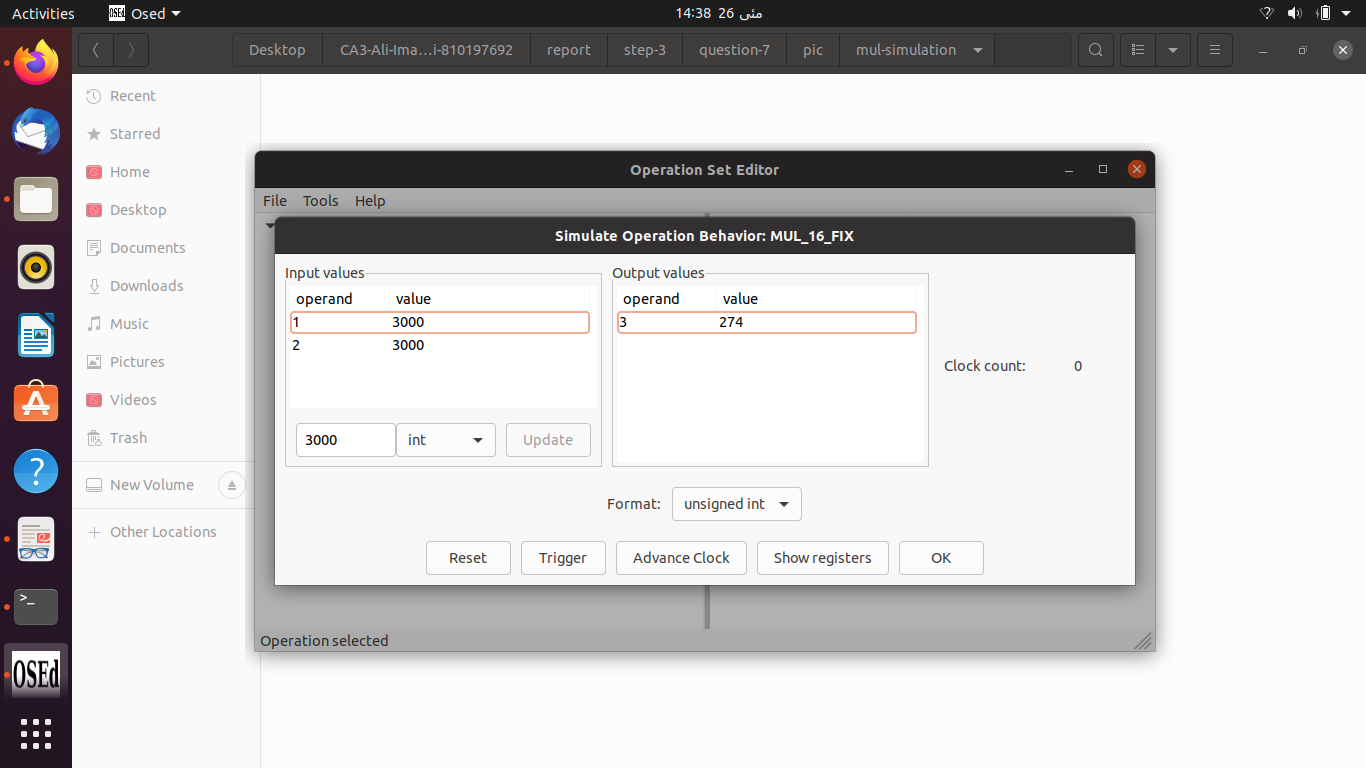 Activities Osed 14:38 26 مئی
Desktop CA3-Ali-Ima…i-810197692 report step-3 question-7 pic mul-simulation
Recent
Starred
Home
Desktop
Documents
Downloads
Music
Pictures
Videos
Trash
New Volume
Other Locations
Operation Set Editor
File Tools Help
Simulate Operation Behavior: MUL_16_FIX
Input values
operand value
1 3000
2 3000
3000 int Update
Output values
operand value
3 274
Clock count: 0
Format: unsigned int
Reset Trigger Advance Clock Show registers OK
Operation selected
>_
OSEd